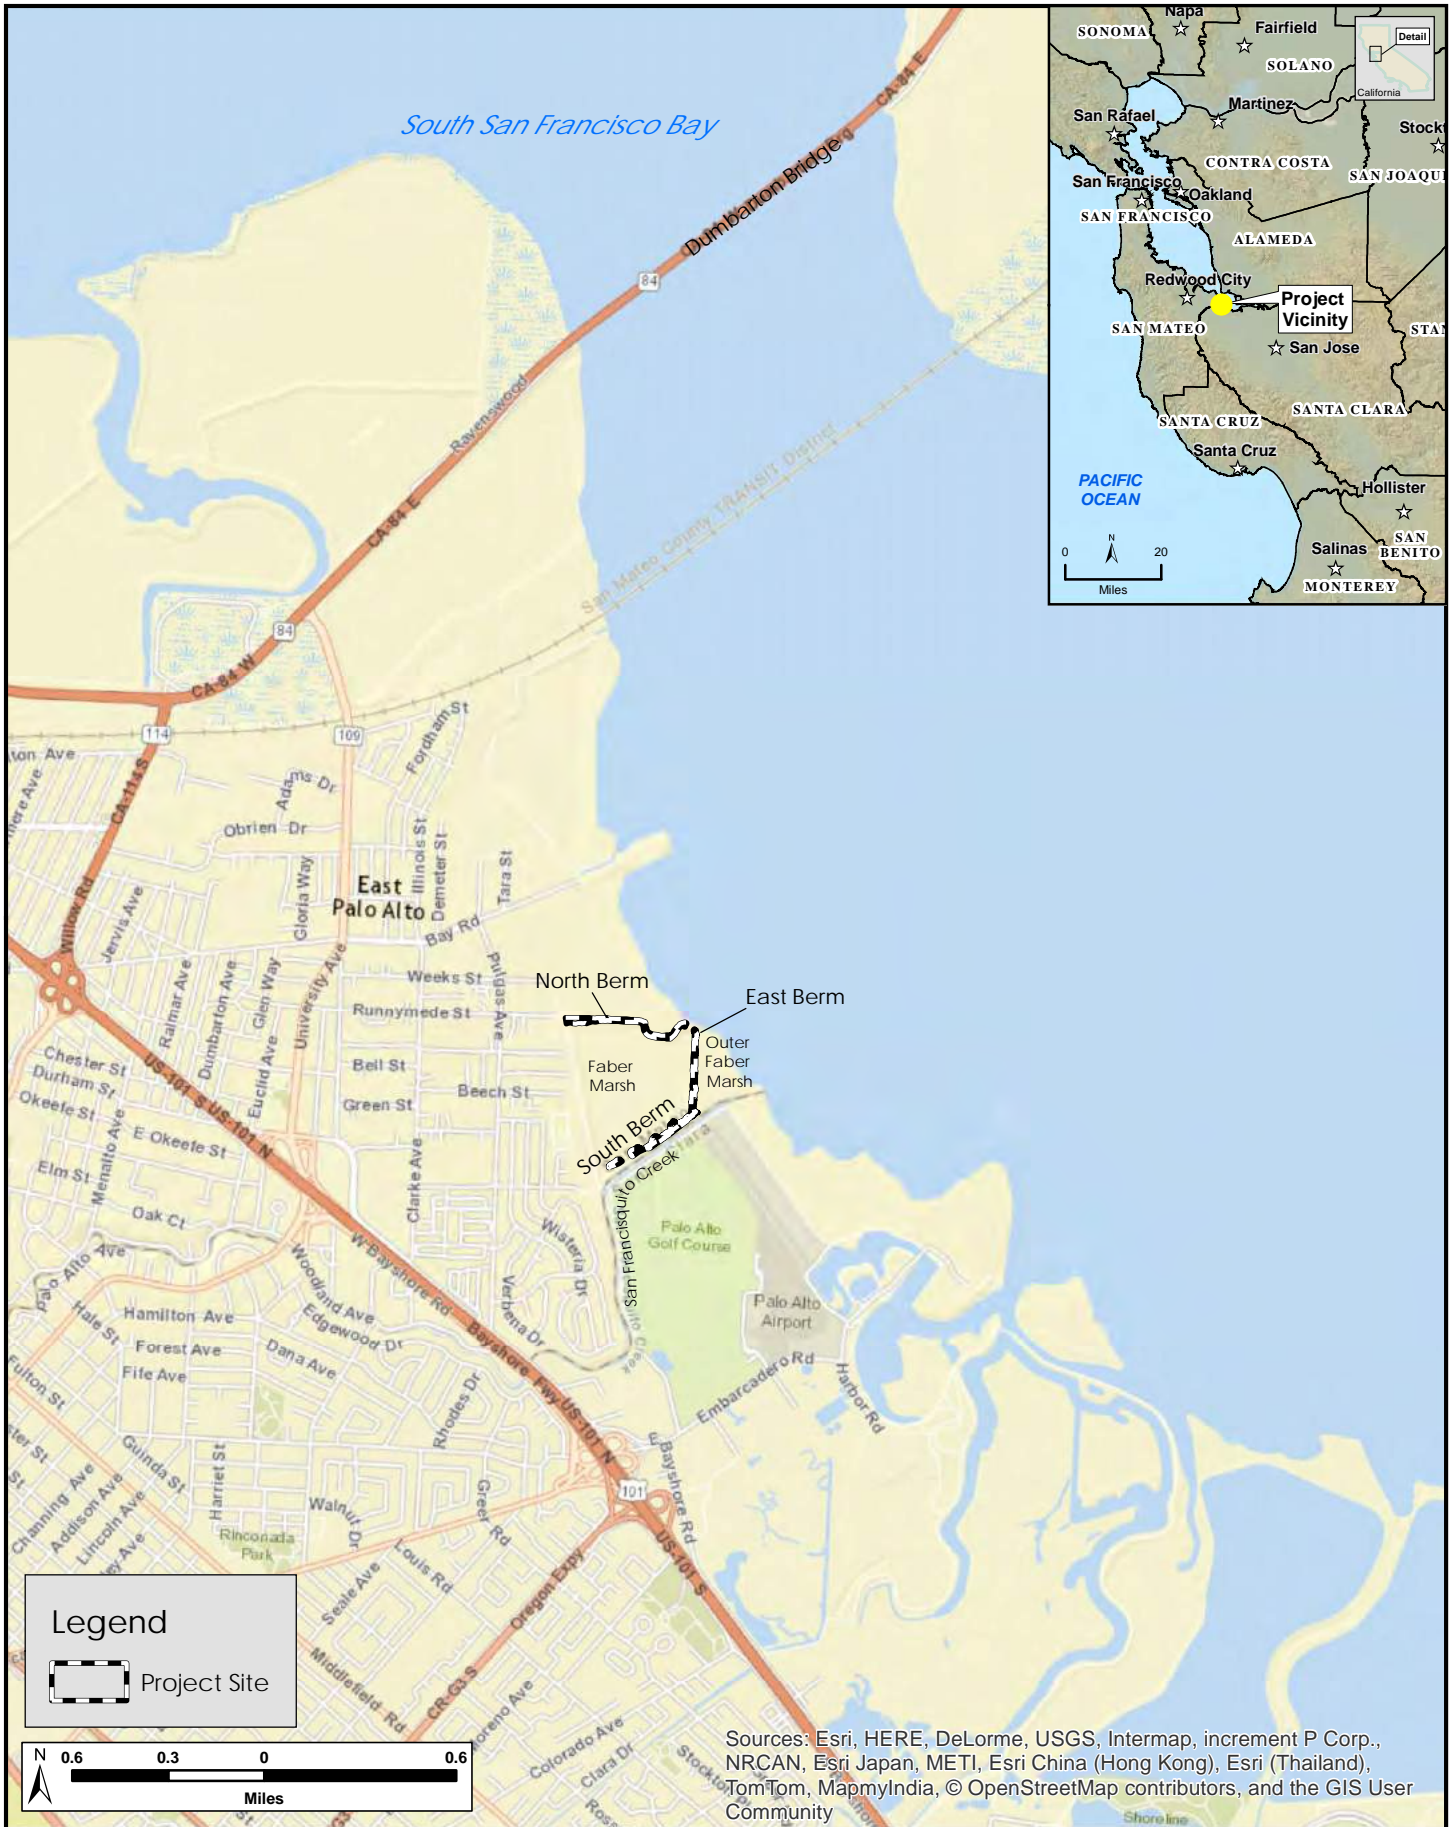 South San Francisco Bay
CA-84 E
Dumbarton Bridge
84
Ravenswood
CA-84 E
San Mateo County TRANSIT District
84
CA-84 W
114
109
Fordham St
CA-114 S
Adams Dr
Obrien Dr
Willow Rd
Jervis Ave
Gloria Way
East
Palo Alto
Illinois St
Demeter St
Tara St
Bay Rd
Ralmar Ave
Dumbarton Ave
Glen Way
Euclid Ave
University Ave
Weeks St
Pulgas Ave
Runnymede St
Bell St
Green St
Beech St
Clarke Ave
North Berm
East Berm
Outer
Faber
Marsh
Faber
Marsh
South Berm
San Francisquito Creek
Chester St
Durham St
Okeefe St
E Okeefe St
Menalto Ave
Elm St
Oak Ct
Palo Alto Ave
US-101 S
US-101 N
W Bayshore Rd
Woodland Ave
Edgewood Dr
Wisteria Dr
Verbena Dr
Palo Alto
Golf Course
Palo Alto
Airport
Embarcadero Rd
Harbor Rd
Hale St
Hamilton Ave
Forest Ave
Fife Ave
Dana Ave
Fulton St
Rhodes Dr
Bayshore Fwy
US-101 N
E Bayshore Rd
101
US-101 S
Guinda St
Harriet St
Channing Ave
Addison Ave
Lincoln Ave
Walnut Dr
Greer Rd
Rinconada
Park
Louis Rd
Seale Ave
Oregon Expy
Middlefield Rd
CR-G3 S
Moreno Ave
Colorado Ave
Clara Dr
Shoreline
Napa
SONOMA
Fairfield
SOLANO
Detail
California
San Rafael
Martinez
CONTRA COSTA
San Francisco
Oakland
SAN FRANCISCO
ALAMEDA
Redwood City
Project
Vicinity
SAN MATEO
San Jose
SANTA CLARA
SANTA CRUZ
Santa Cruz
PACIFIC
OCEAN
Hollister
SAN
BENITO
Salinas
MONTEREY
N
0 20
Miles
Legend
Project Site
N
0.6 0.3 0 0.6
Miles
Sources: Esri, HERE, DeLorme, USGS, Intermap, increment P Corp.,
NRCAN, Esri Japan, METI, Esri China (Hong Kong), Esri (Thailand),
TomTom, MapmyIndia, © OpenStreetMap contributors, and the GIS User
Community